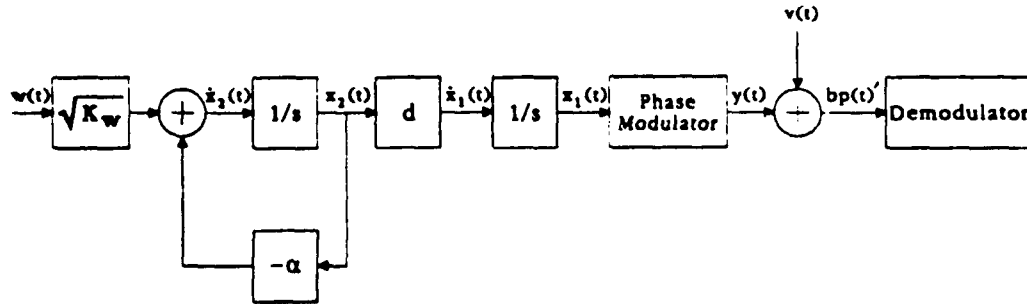 v(t)
w(t) √K_w + ẋ₂(t) 1/s x₂(t) d ẋ₁(t) 1/s x₁(t) Phase Modulator y(t) + bp(t)′ Demodulator
-α